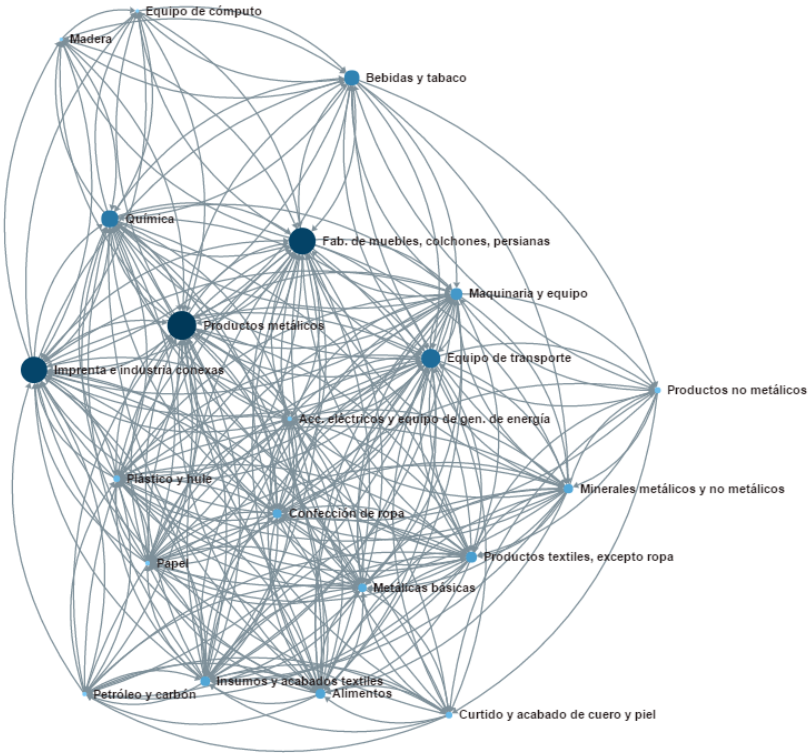 Equipo de cómputo
Madera
Bebidas y tabaco
Química
Fab. de muebles, colchones, persianas
Maquinaria y equipo
Productos metálicos
Equipo de transporte
Imprenta e industria conexas
Productos no metálicos
Acc. eléctricos y equipo de gen. de energía
Plástico y hule
Minerales metálicos y no metálicos
Confección de ropa
Productos textiles, excepto ropa
Papel
Metálicas básicas
Insumos y acabados textiles
Petróleo y carbón
Alimentos
Curtido y acabado de cuero y piel